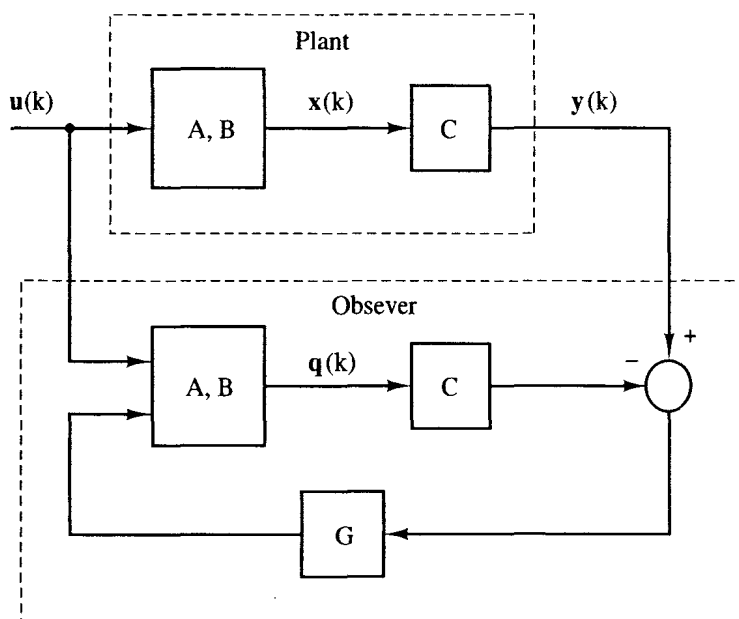 Plant
u(k)
A, B
x(k)
C
y(k)
Obsever
+
A, B
q(k)
C
−
G